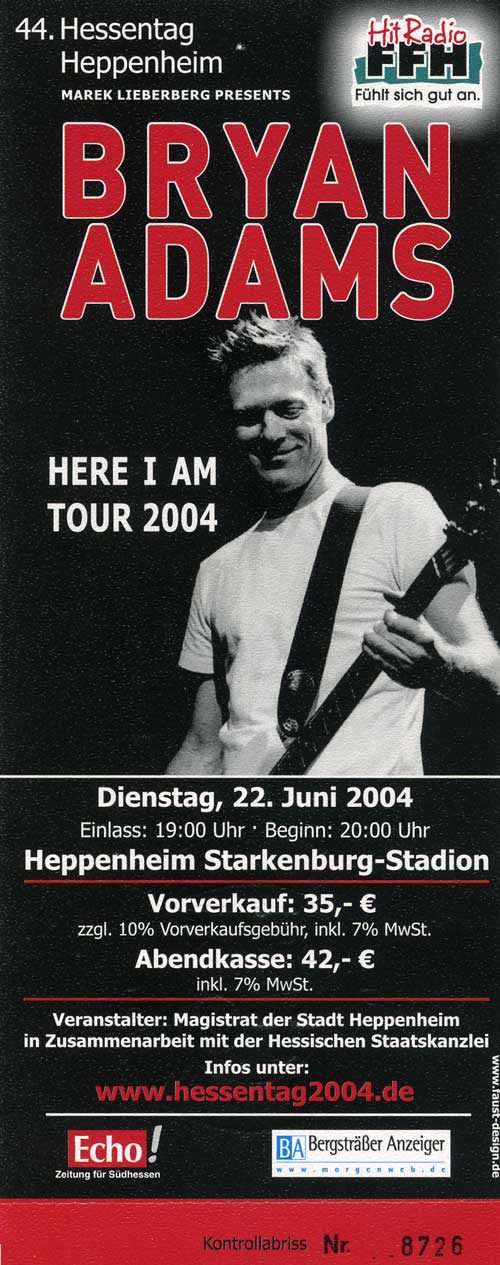 44. Hessentag
Heppenheim
MAREK LIEBERBERG PRESENTS
Hit Radio
FFH
Fühlt sich gut an.
BRYAN
ADAMS
HERE I AM
TOUR 2004
Dienstag, 22. Juni 2004
Einlass: 19:00 Uhr · Beginn: 20:00 Uhr
Heppenheim Starkenburg-Stadion
Vorverkauf: 35,- €
zzgl. 10% Vorverkaufsgebühr, inkl. 7% MwSt.
Abendkasse: 42,- €
inkl. 7% MwSt.
Veranstalter: Magistrat der Stadt Heppenheim
in Zusammenarbeit mit der Hessischen Staatskanzlei
Infos unter:
www.hessentag2004.de
www.faust-design.de
Echo!
Zeitung für Südhessen
BA Bergsträßer Anzeiger
www.morgenweb.de
Kontrollabriss Nr. 8726